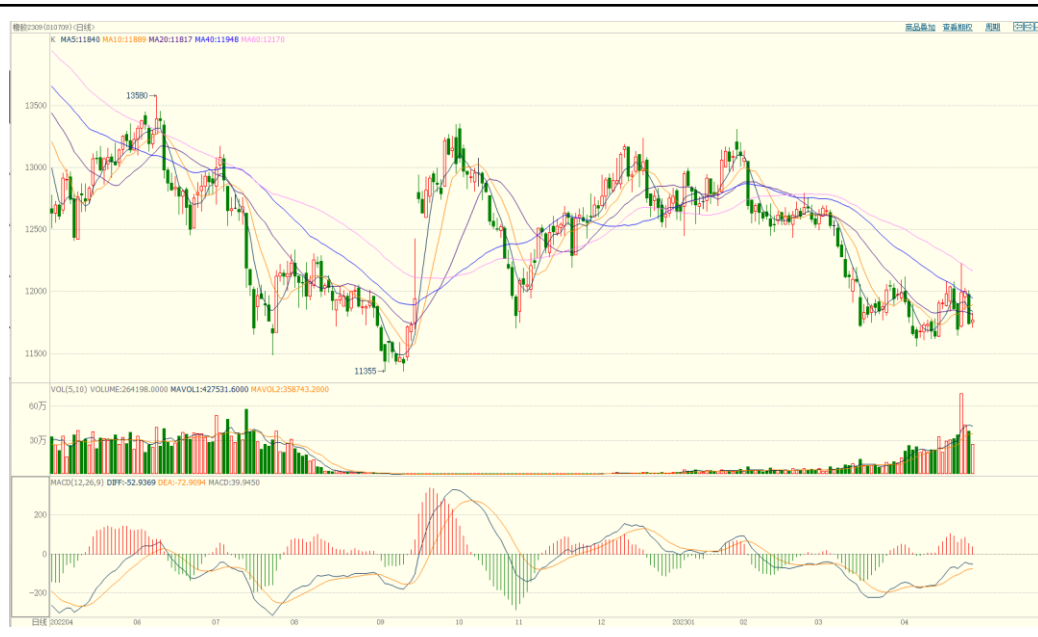 橡胶2309(010709)<日线>
商品叠加 查看期权 周期
K MA5:11840 MA10:11889 MA20:11817 MA40:11948 MA60:12170
13580→
13500
13000
12500
12000
11500
11355→
VOL(5,10) VOLUME:264198.0000 MAVOL1:427531.6000 MAVOL2:358743.2000
60万
30万
MACD(12,26,9) DIFF:-52.9369 DEA:-72.9094 MACD:39.9450
200
0
-200
日线 202204 06 07 08 09 10 11 12 202301 02 03 04